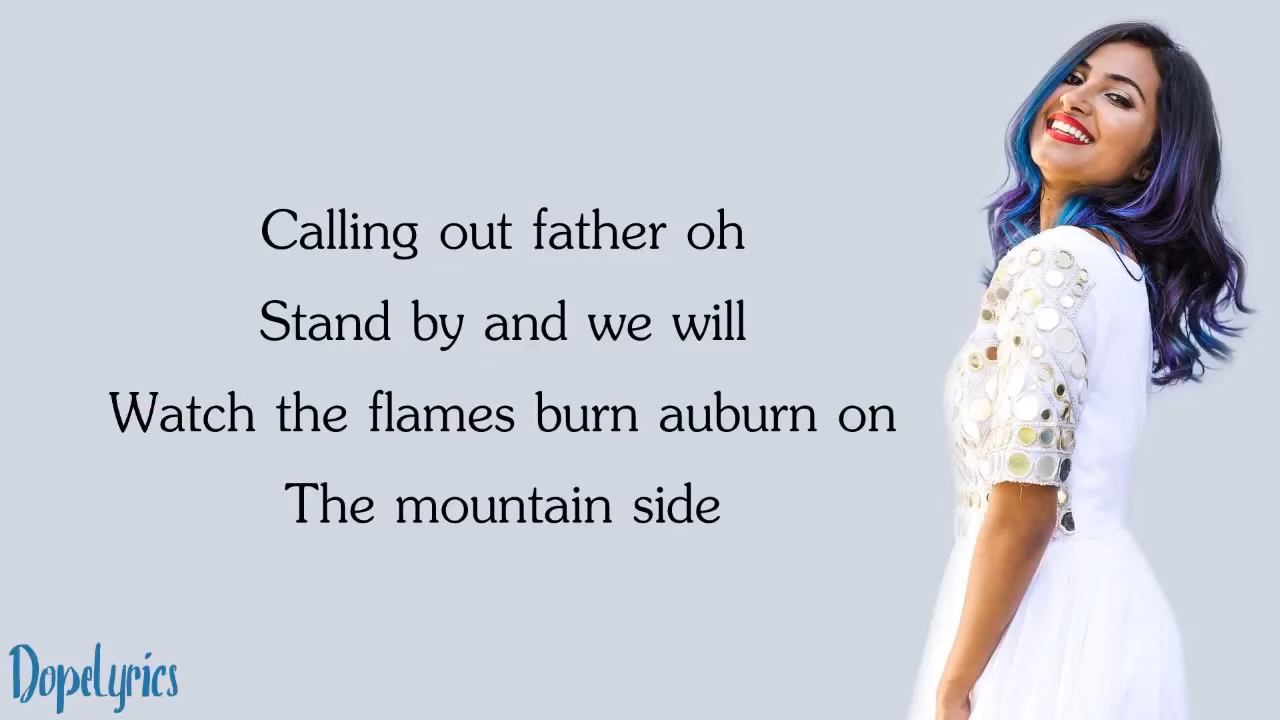 Calling out father oh
Stand by and we will
Watch the flames burn auburn on
The mountain side
DopeLyrics